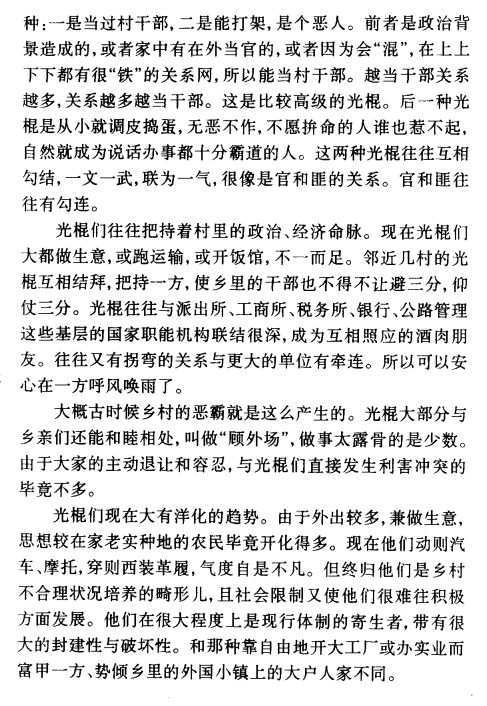 种:一是当过村干部,二是能打架,是个恶人。前者是政治背
景造成的,或者家中有在外当官的,或者因为会“混”,在上上
下下都有很“铁”的关系网,所以能当村干部。越当干部关系
越多,关系越多越当干部。这是比较高级的光棍。后一种光
棍是从小就调皮捣蛋,无恶不作,不愿拚命的人谁也惹不起,
自然就成为说话办事都十分霸道的人。这两种光棍往往互相
勾结,一文一武,联为一气,很像是官和匪的关系。官和匪往
往有勾连。
光棍们往往把持着村里的政治、经济命脉。现在光棍们
大都做生意,或跑运输,或开饭馆,不一而足。邻近几村的光
棍互相结拜,把持一方,使乡里的干部也不得不让避三分,仰
仗三分。光棍往往与派出所、工商所、税务所、银行、公路管理
这些基层的国家职能机构联结很深,成为互相照应的酒肉朋
友。往往又有拐弯的关系与更大的单位有牵连。所以可以安
心在一方呼风唤雨了。
大概古时候乡村的恶霸就是这么产生的。光棍大部分与
乡亲们还能和睦相处,叫做“顾外场”,做事太露骨的是少数。
由于大家的主动退让和容忍,与光棍们直接发生利害冲突的
毕竟不多。
光棍们现在大有洋化的趋势。由于外出较多,兼做生意,
思想较在家老实种地的农民毕竟开化得多。现在他们动则汽
车、摩托,穿则西装革履,气度自是不凡。但终归他们是乡村
不合理状况培养的畸形儿,且社会限制又使他们很难往积极
方面发展。他们在很大程度上是现行体制的寄生者,带有很
大的封建性与破坏性。和那种靠自由地开大工厂或办实业而
富甲一方、势倾乡里的外国小镇上的大户人家不同。